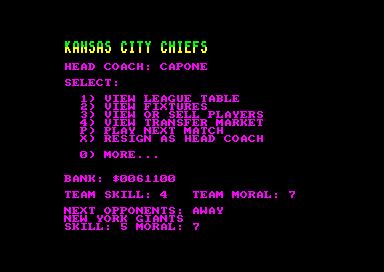 KANSAS CITY CHIEFS
HEAD COACH: CAPONE
SELECT:
1) VIEW LEAGUE TABLE
2) VIEW FIXTURES
3) VIEW OR SELL PLAYERS
4) VIEW TRANSFER MARKET
P) PLAY NEXT MATCH
X) RESIGN AS HEAD COACH
0) MORE...
BANK: $0061100
TEAM SKILL: 4 TEAM MORAL: 7
NEXT OPPONENTS: AWAY
NEW YORK GIANTS
SKILL: 5 MORAL: 7